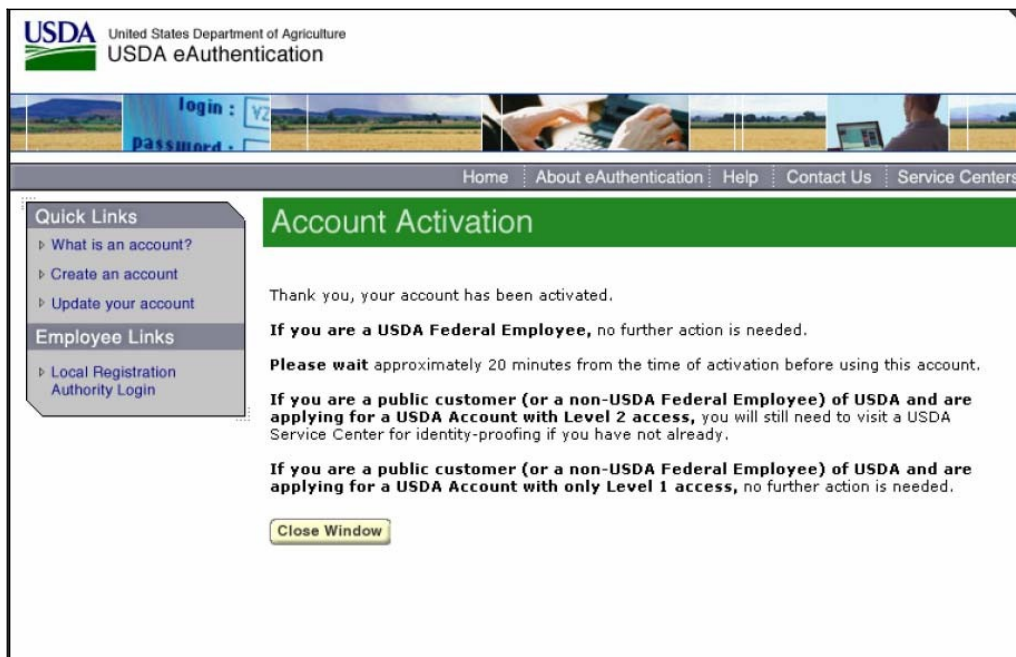 USDA
United States Department of Agriculture
USDA eAuthentication
login :
password :
Home
About eAuthentication
Help
Contact Us
Service Centers
Quick Links
What is an account?
Create an account
Update your account
Employee Links
Local Registration
Authority Login
Account Activation
Thank you, your account has been activated.
If you are a USDA Federal Employee, no further action is needed.
Please wait approximately 20 minutes from the time of activation before using this account.
If you are a public customer (or a non-USDA Federal Employee) of USDA and are
applying for a USDA Account with Level 2 access, you will still need to visit a USDA
Service Center for identity-proofing if you have not already.
If you are a public customer (or a non-USDA Federal Employee) of USDA and are
applying for a USDA Account with only Level 1 access, no further action is needed.
Close Window